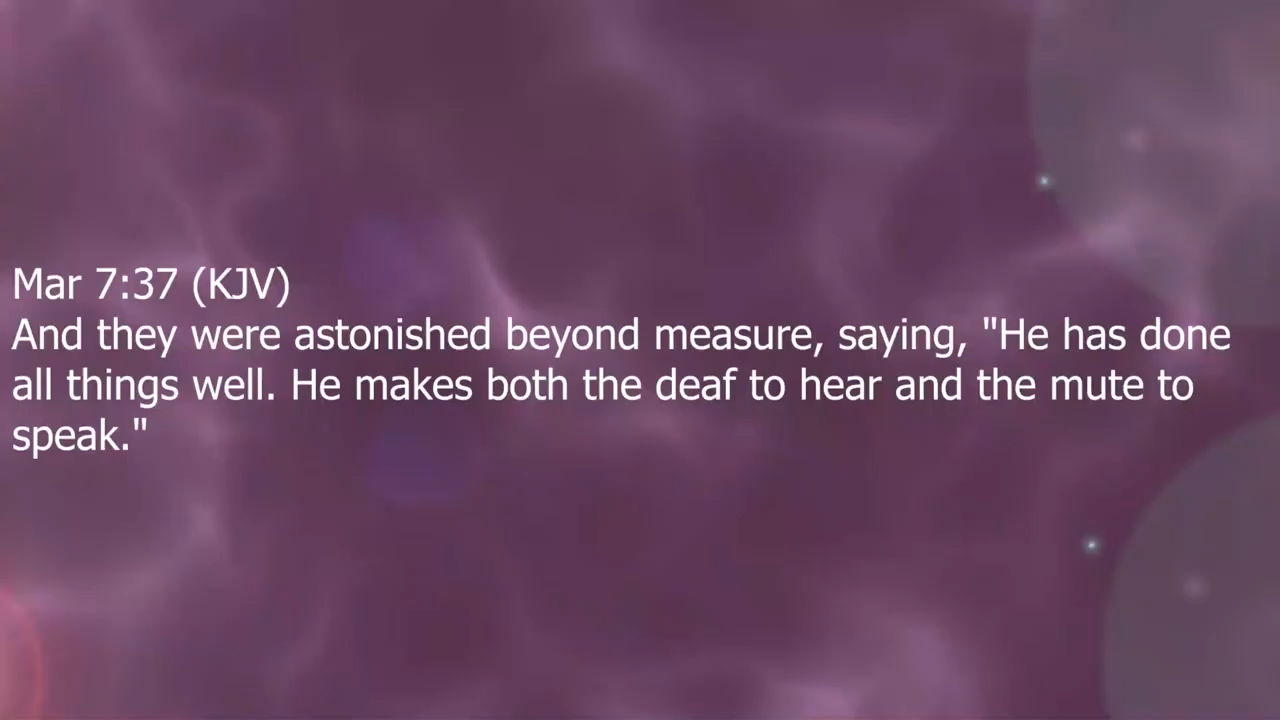 Mar 7:37 (KJV)
And they were astonished beyond measure, saying, "He has done
all things well. He makes both the deaf to hear and the mute to
speak."